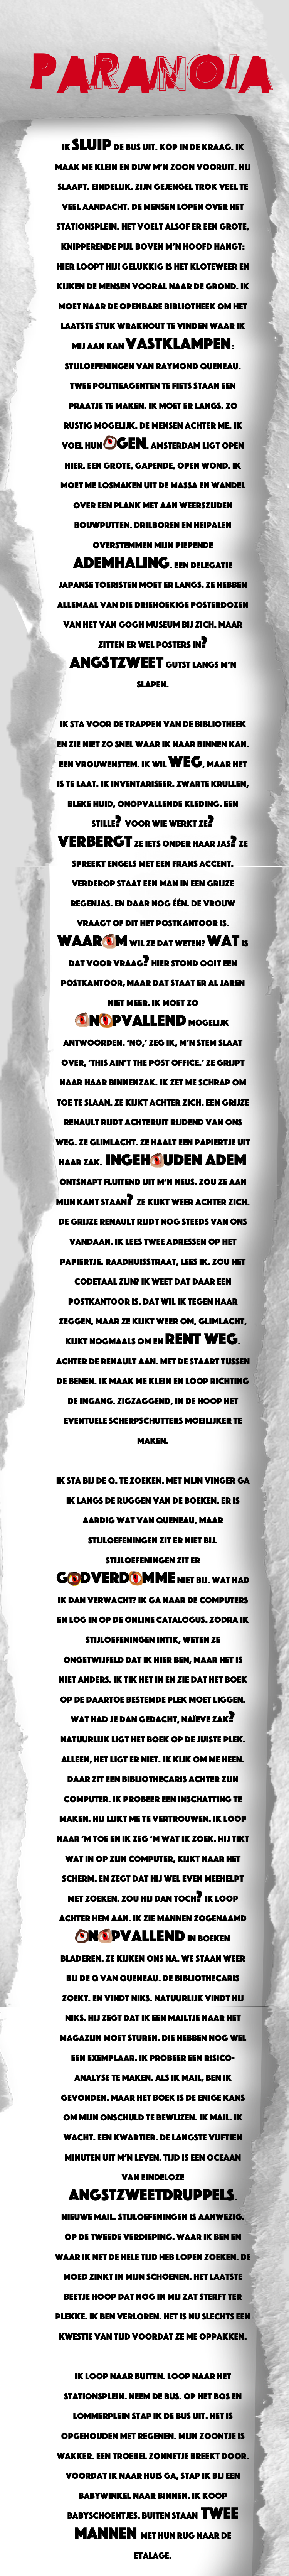 PARANOIA
IK SLUIP DE BUS UIT. KOP IN DE KRAAG. IK
MAAK ME KLEIN EN DUW M'N ZOON VOORUIT. HIJ
SLAAPT. EINDELIJK. ZIJN GEJENGEL TROK VEEL TE
VEEL AANDACHT. DE MENSEN LOPEN OVER HET
STATIONSPLEIN. HET VOELT ALSOF ER EEN GROTE,
KNIPPERENDE PIJL BOVEN M'N HOOFD HANGT:
HIER LOOPT HIJ! GELUKKIG IS HET KLOTEWEER EN
KIJKEN DE MENSEN VOORAL NAAR DE GROND. IK
MOET NAAR DE OPENBARE BIBLIOTHEEK OM HET
LAATSTE STUK WRAKHOUT TE VINDEN WAAR IK
MIJ AAN KAN VASTKLAMPEN:
STIJLOEFENINGEN VAN RAYMOND QUENEAU.
TWEE POLITIEAGENTEN TE FIETS STAAN EEN
PRAATJE TE MAKEN. IK MOET ER LANGS. ZO
RUSTIG MOGELIJK. DE MENSEN ACHTER ME. IK
VOEL HUN OGEN. AMSTERDAM LIGT OPEN
HIER. EEN GROTE, GAPENDE, OPEN WOND. IK
MOET ME LOSMAKEN UIT DE MASSA EN WANDEL
OVER EEN PLANK MET AAN WEERSZIJDEN
BOUWPUTTEN. DRILBOREN EN HEIPALEN
OVERSTEMMEN MIJN PIEPENDE
ADEMHALING. EEN DELEGATIE
JAPANSE TOERISTEN MOET ER LANGS. ZE HEBBEN
ALLEMAAL VAN DIE DRIEHOEKIGE POSTERDOZEN
VAN HET VAN GOGH MUSEUM BIJ ZICH. MAAR
ZITTEN ER WEL POSTERS IN?
ANGSTZWEET GUTST LANGS M'N
SLAPEN.
IK STA VOOR DE TRAPPEN VAN DE BIBLIOTHEEK
EN ZIE NIET ZO SNEL WAAR IK NAAR BINNEN KAN.
EEN VROUWENSTEM. IK WIL WEG, MAAR HET
IS TE LAAT. IK INVENTARISEER. ZWARTE KRULLEN,
BLEKE HUID, ONOPVALLENDE KLEDING. EEN
STILLE? VOOR WIE WERKT ZE?
VERBERGT ZE IETS ONDER HAAR JAS? ZE
SPREEKT ENGELS MET EEN FRANS ACCENT.
VERDEROP STAAT EEN MAN IN EEN GRIJZE
REGENJAS. EN DAAR NOG ÉÉN. DE VROUW
VRAAGT OF DIT HET POSTKANTOOR IS.
WAAROM WIL ZE DAT WETEN? WAT IS
DAT VOOR VRAAG? HIER STOND OOIT EEN
POSTKANTOOR, MAAR DAT STAAT ER AL JAREN
NIET MEER. IK MOET ZO
ONOPVALLEND MOGELIJK
ANTWOORDEN. 'NO,' ZEG IK, M'N STEM SLAAT
OVER, 'THIS AIN'T THE POST OFFICE.' ZE GRIJPT
NAAR HAAR BINNENZAK. IK ZET ME SCHRAP OM
TOE TE SLAAN. ZE KIJKT ACHTER ZICH. EEN GRIJZE
RENAULT RIJDT ACHTERUIT RIJDEND VAN ONS
WEG. ZE GLIMLACHT. ZE HAALT EEN PAPIERTJE UIT
HAAR ZAK. INGEHOUDEN ADEM
ONTSNAPT FLUITEND UIT M'N NEUS. ZOU ZE AAN
MIJN KANT STAAN? ZE KIJKT WEER ACHTER ZICH.
DE GRIJZE RENAULT RIJDT NOG STEEDS VAN ONS
VANDAAN. IK LEES TWEE ADRESSEN OP HET
PAPIERTJE. RAADHUISSTRAAT, LEES IK. ZOU HET
CODETAAL ZIJN? IK WEET DAT DAAR EEN
POSTKANTOOR IS. DAT WIL IK TEGEN HAAR
ZEGGEN, MAAR ZE KIJKT WEER OM, GLIMLACHT,
KIJKT NOGMAALS OM EN RENT WEG.
ACHTER DE RENAULT AAN. MET DE STAART TUSSEN
DE BENEN. IK MAAK ME KLEIN EN LOOP RICHTING
DE INGANG. ZIGZAGGEND, IN DE HOOP HET
EVENTUELE SCHERPSCHUTTERS MOEILIJKER TE
MAKEN.
IK STA BIJ DE Q. TE ZOEKEN. MET MIJN VINGER GA
IK LANGS DE RUGGEN VAN DE BOEKEN. ER IS
AARDIG WAT VAN QUENEAU, MAAR
STIJLOEFENINGEN ZIT ER NIET BIJ.
STIJLOEFENINGEN ZIT ER
GODVERDOMME NIET BIJ. WAT HAD
IK DAN VERWACHT? IK GA NAAR DE COMPUTERS
EN LOG IN OP DE ONLINE CATALOGUS. ZODRA IK
STIJLOEFENINGEN INTIK, WETEN ZE
ONGETWIJFELD DAT IK HIER BEN, MAAR HET IS
NIET ANDERS. IK TIK HET IN EN ZIE DAT HET BOEK
OP DE DAARTOE BESTEMDE PLEK MOET LIGGEN.
WAT HAD JE DAN GEDACHT, NAÏEVE ZAK?
NATUURLIJK LIGT HET BOEK OP DE JUISTE PLEK.
ALLEEN, HET LIGT ER NIET. IK KIJK OM ME HEEN.
DAAR ZIT EEN BIBLIOTHECARIS ACHTER ZIJN
COMPUTER. IK PROBEER EEN INSCHATTING TE
MAKEN. HIJ LIJKT ME TE VERTROUWEN. IK LOOP
NAAR 'M TOE EN IK ZEG 'M WAT IK ZOEK. HIJ TIKT
WAT IN OP ZIJN COMPUTER, KIJKT NAAR HET
SCHERM. EN ZEGT DAT HIJ WEL EVEN MEEHELPT
MET ZOEKEN. ZOU HIJ DAN TOCH? IK LOOP
ACHTER HEM AAN. IK ZIE MANNEN ZOGENAAMD
ONOPVALLEND IN BOEKEN
BLADEREN. ZE KIJKEN ONS NA. WE STAAN WEER
BIJ DE Q VAN QUENEAU. DE BIBLIOTHECARIS
ZOEKT. EN VINDT NIKS. NATUURLIJK VINDT HIJ
NIKS. HIJ ZEGT DAT IK EEN MAILTJE NAAR HET
MAGAZIJN MOET STUREN. DIE HEBBEN NOG WEL
EEN EXEMPLAAR. IK PROBEER EEN RISICO-
ANALYSE TE MAKEN. ALS IK MAIL, BEN IK
GEVONDEN. MAAR HET BOEK IS DE ENIGE KANS
OM MIJN ONSCHULD TE BEWIJZEN. IK MAIL. IK
WACHT. EEN KWARTIER. DE LANGSTE VIJFTIEN
MINUTEN UIT M'N LEVEN. TIJD IS EEN OCEAAN
VAN EINDELOZE
ANGSTZWEETDRUPPELS.
NIEUWE MAIL. STIJLOEFENINGEN IS AANWEZIG.
OP DE TWEEDE VERDIEPING. WAAR IK BEN EN
WAAR IK NET DE HELE TIJD HEB LOPEN ZOEKEN. DE
MOED ZINKT IN MIJN SCHOENEN. HET LAATSTE
BEETJE HOOP DAT NOG IN MIJ ZAT STERFT TER
PLEKKE. IK BEN VERLOREN. HET IS NU SLECHTS EEN
KWESTIE VAN TIJD VOORDAT ZE ME OPPAKKEN.
IK LOOP NAAR BUITEN. LOOP NAAR HET
STATIONSPLEIN. NEEM DE BUS. OP HET BOS EN
LOMMERPLEIN STAP IK DE BUS UIT. HET IS
OPGEHOUDEN MET REGENEN. MIJN ZOONTJE IS
WAKKER. EEN TROEBEL ZONNETJE BREEKT DOOR.
VOORDAT IK NAAR HUIS GA, STAP IK BIJ EEN
BABYWINKEL NAAR BINNEN. IK KOOP
BABYSCHOENTJES. BUITEN STAAN TWEE
MANNEN MET HUN RUG NAAR DE
ETALAGE.